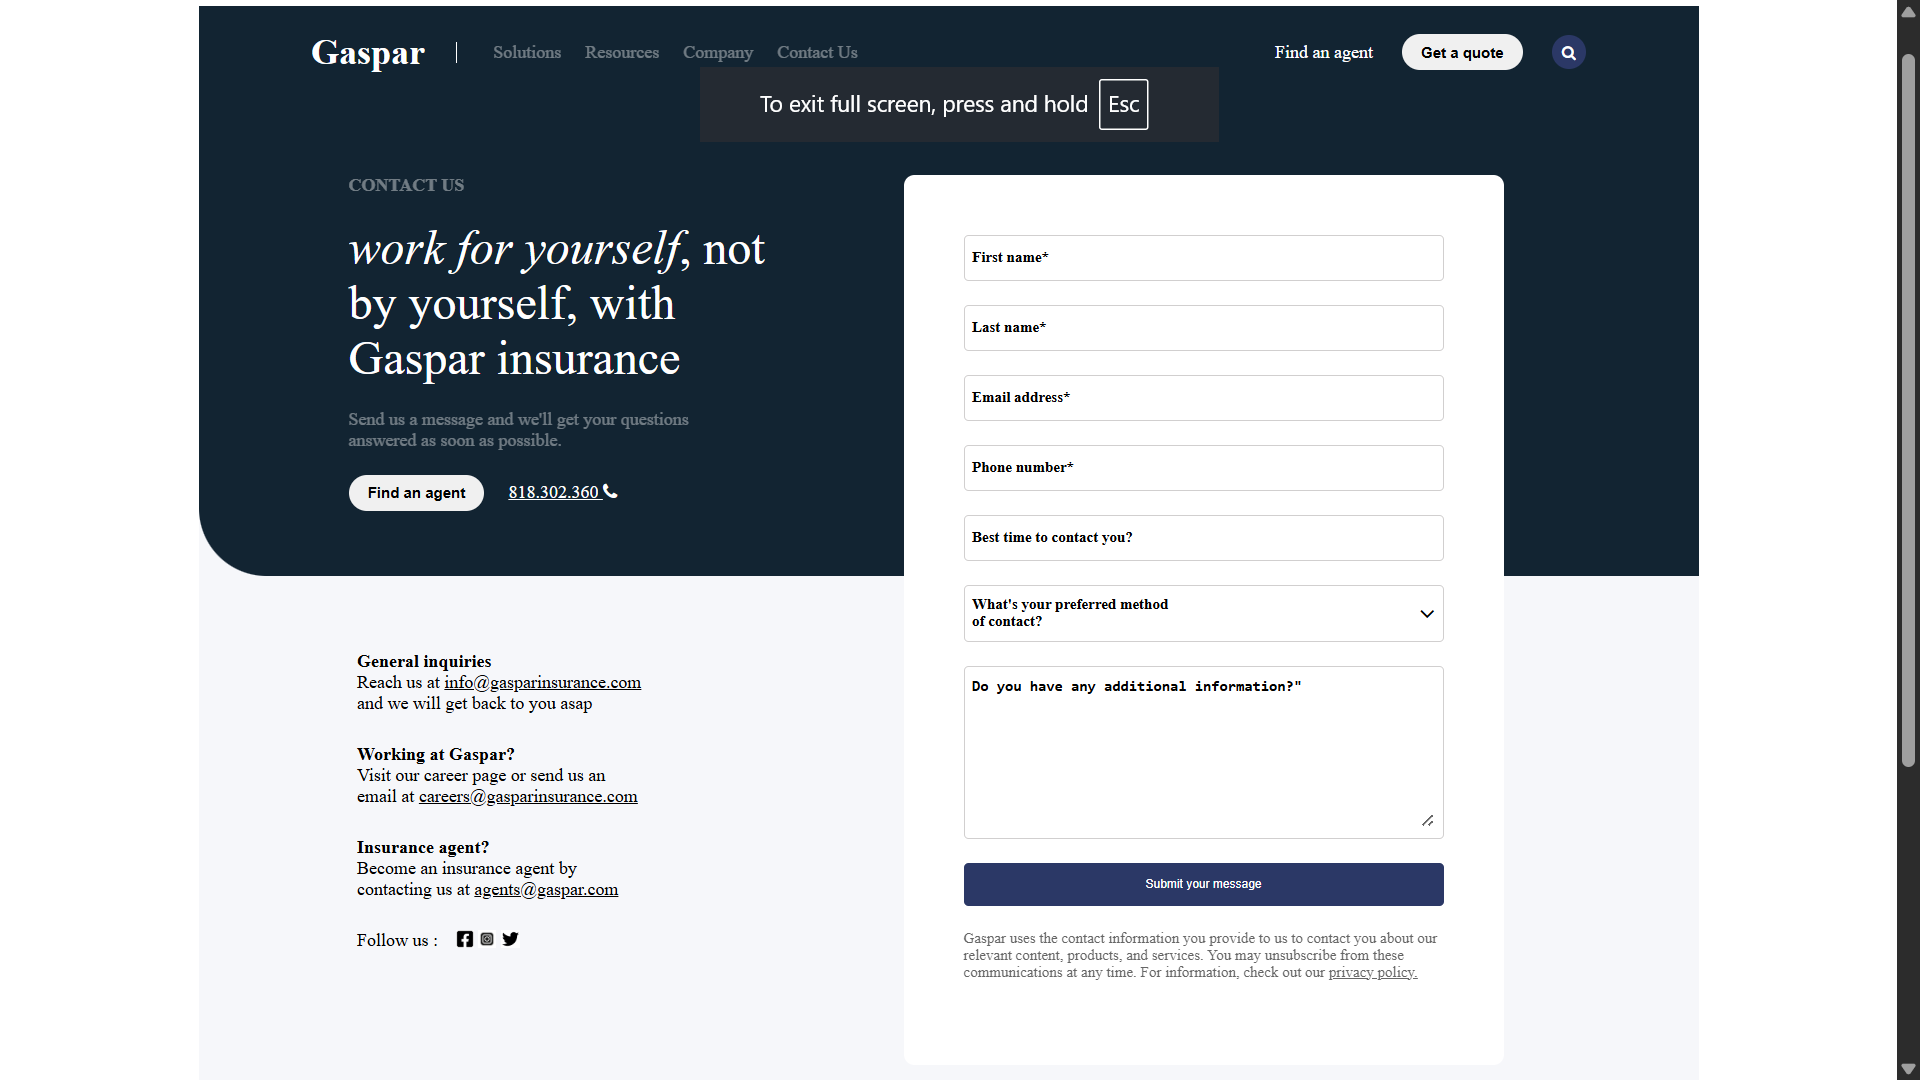 Gaspar
Solutions
Resources
Company
Contact Us
Find an agent
Get a quote
To exit full screen, press and hold Esc
CONTACT US
work for yourself, not
by yourself, with
Gaspar insurance
Send us a message and we'll get your questions
answered as soon as possible.
Find an agent
818.302.360
General inquiries
Reach us at info@gasparinsurance.com
and we will get back to you asap
Working at Gaspar?
Visit our career page or send us an
email at careers@gasparinsurance.com
Insurance agent?
Become an insurance agent by
contacting us at agents@gaspar.com
Follow us :
First name*
Last name*
Email address*
Phone number*
Best time to contact you?
What's your preferred method
of contact?
Do you have any additional information?"
Submit your message
Gaspar uses the contact information you provide to us to contact you about our
relevant content, products, and services. You may unsubscribe from these
communications at any time. For information, check out our privacy policy.